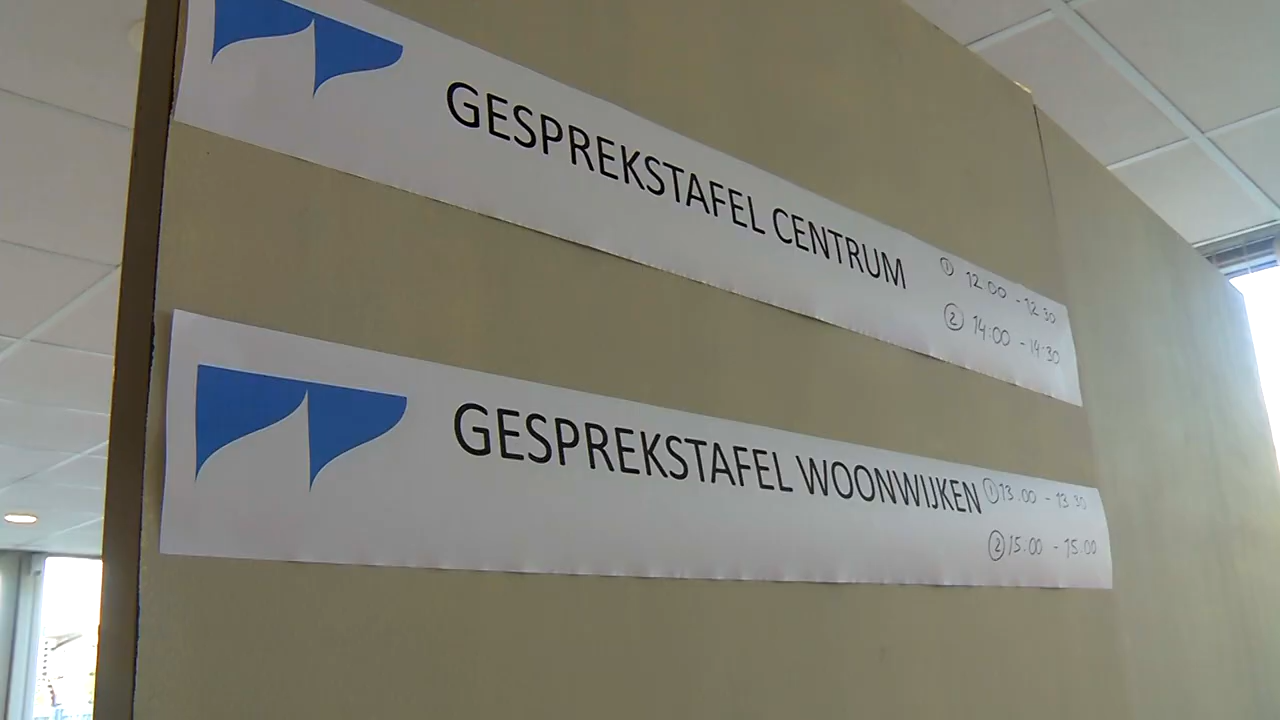 GESPREKSTAFEL CENTRUM
① 12.00 - 12.30
② 14:00 - 14:30
GESPREKSTAFEL WOONWIJKEN
① 13.00 - 13.30
② 15.00 - 15.00